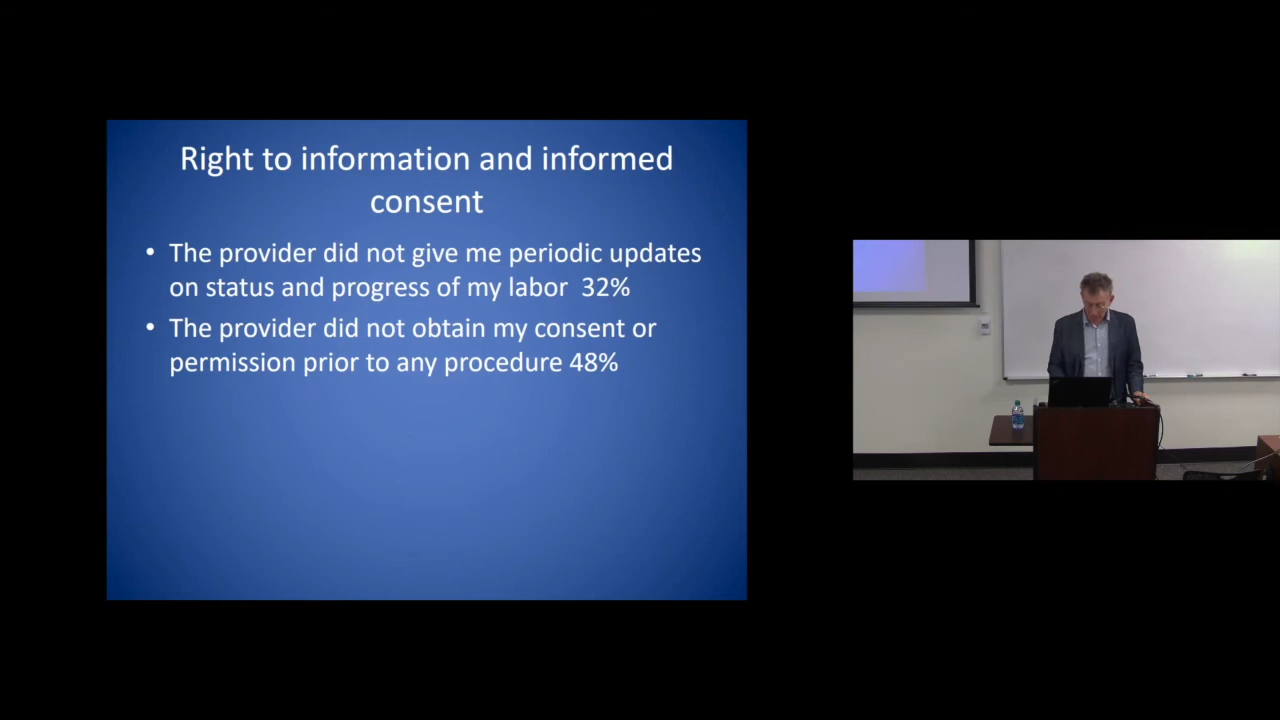 Right to information and informed
consent
• The provider did not give me periodic updates
on status and progress of my labor 32%
• The provider did not obtain my consent or
permission prior to any procedure 48%